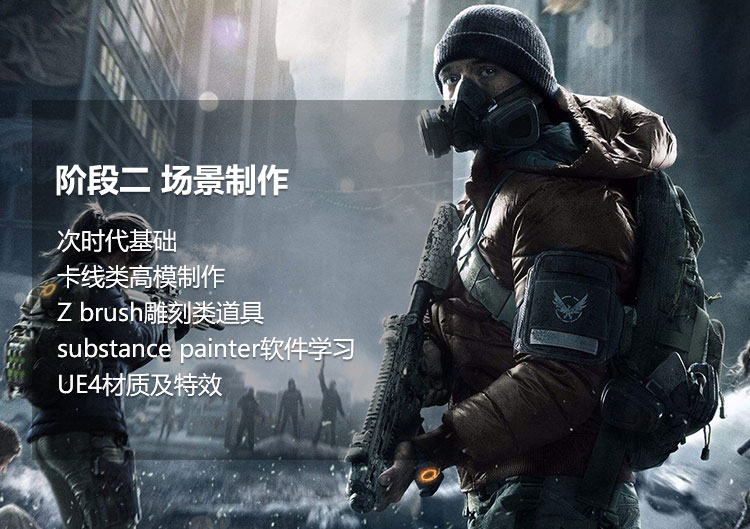 阶段二 场景制作
次时代基础
卡线类高模制作
Z brush雕刻类道具
substance painter软件学习
UE4材质及特效